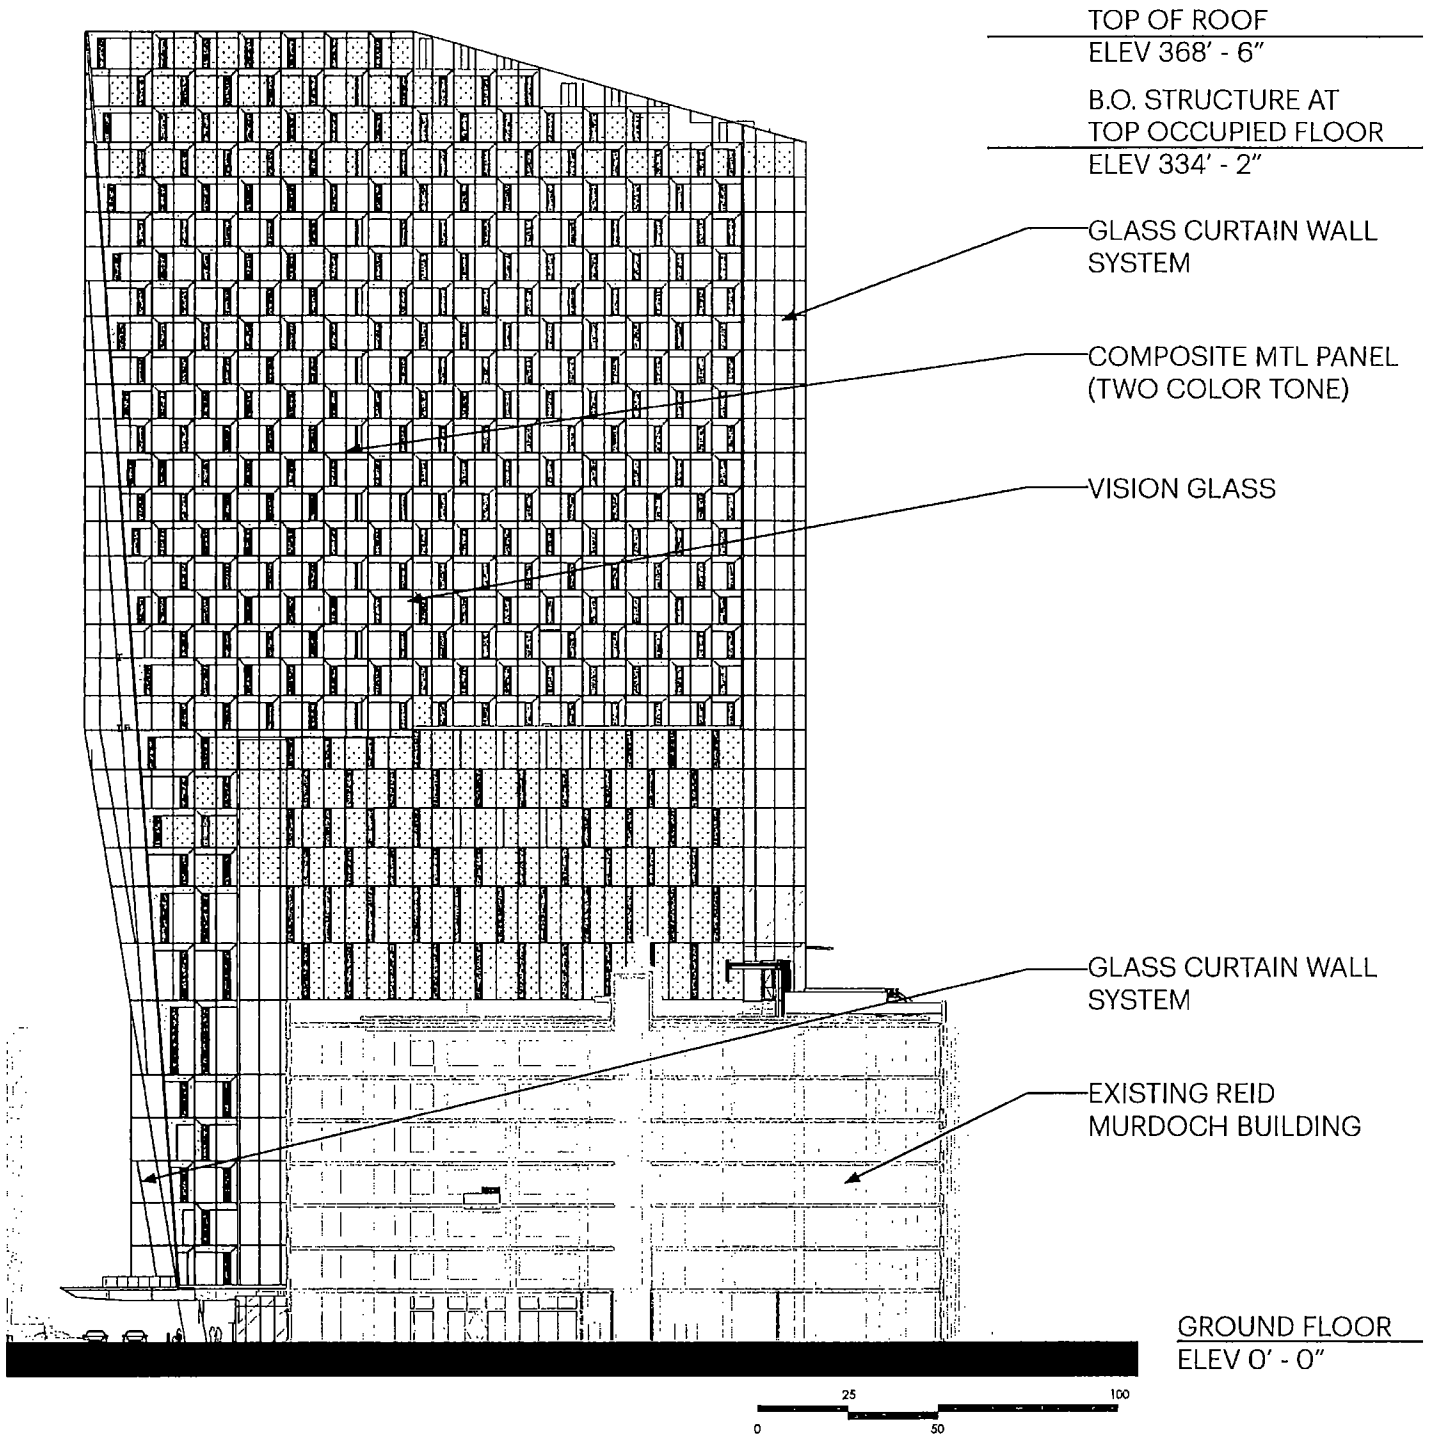 TOP OF ROOF
ELEV 368' - 6"
B.O. STRUCTURE AT
TOP OCCUPIED FLOOR
ELEV 334' - 2"
GLASS CURTAIN WALL
SYSTEM
COMPOSITE MTL PANEL
(TWO COLOR TONE)
VISION GLASS
GLASS CURTAIN WALL
SYSTEM
EXISTING REID
MURDOCH BUILDING
GROUND FLOOR
ELEV 0' - 0"
25 100
0 50